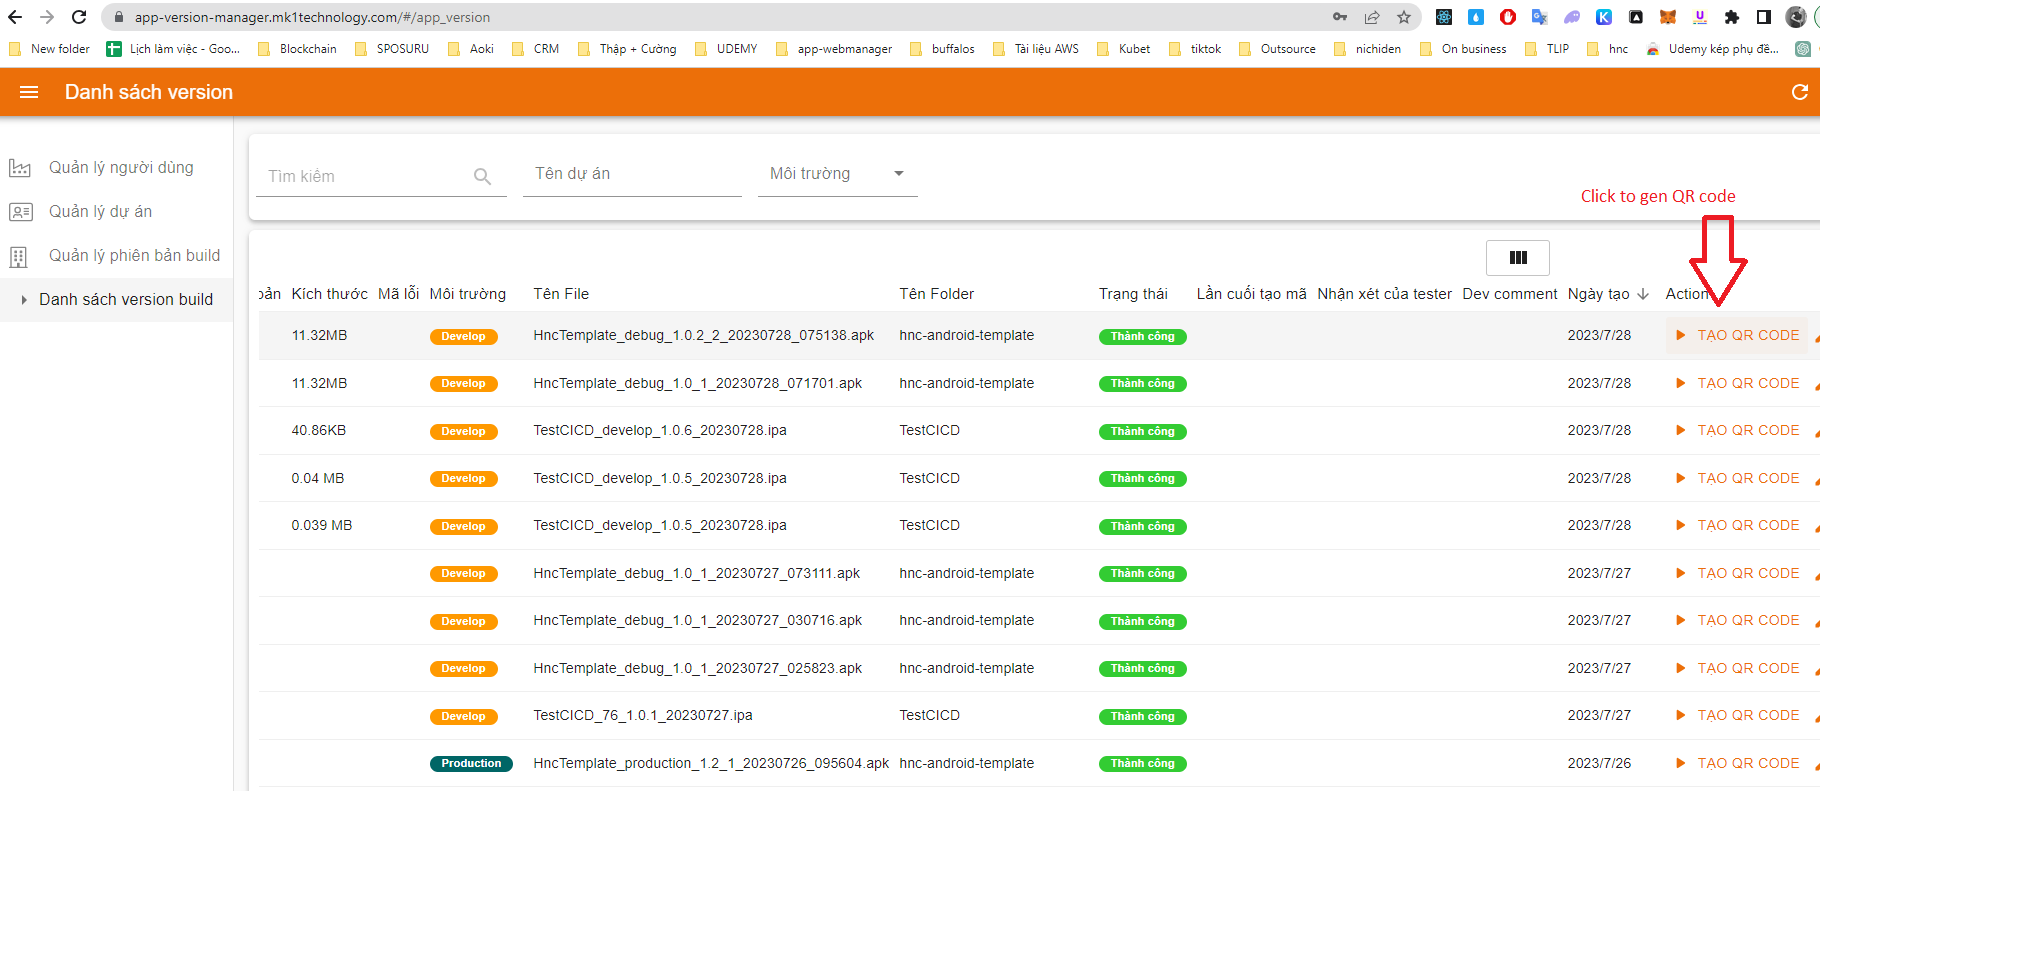 app-version-manager.mk1technology.com/#/app_version
New folder Lịch làm việc - Goo... Blockchain SPOSURU Aoki CRM Thập + Cường UDEMY app-webmanager buffalos Tài liệu AWS Kubet tiktok Outsource nichiden On business TLIP hnc Udemy kép phụ đề...
Danh sách version
Quản lý người dùng
Quản lý dự án
Quản lý phiên bản build
Danh sách version build
Tìm kiếm Tên dự án Môi trường
Click to gen QR code
bản Kích thước Mã lỗi Môi trường Tên File Tên Folder Trạng thái Lần cuối tạo mã Nhận xét của tester Dev comment Ngày tạo Action
11.32MB Develop HncTemplate_debug_1.0.2_2_20230728_075138.apk hnc-android-template Thành công 2023/7/28 TẠO QR CODE
11.32MB Develop HncTemplate_debug_1.0_1_20230728_071701.apk hnc-android-template Thành công 2023/7/28 TẠO QR CODE
40.86KB Develop TestCICD_develop_1.0.6_20230728.ipa TestCICD Thành công 2023/7/28 TẠO QR CODE
0.04 MB Develop TestCICD_develop_1.0.5_20230728.ipa TestCICD Thành công 2023/7/28 TẠO QR CODE
0.039 MB Develop TestCICD_develop_1.0.5_20230728.ipa TestCICD Thành công 2023/7/28 TẠO QR CODE
Develop HncTemplate_debug_1.0_1_20230727_073111.apk hnc-android-template Thành công 2023/7/27 TẠO QR CODE
Develop HncTemplate_debug_1.0_1_20230727_030716.apk hnc-android-template Thành công 2023/7/27 TẠO QR CODE
Develop HncTemplate_debug_1.0_1_20230727_025823.apk hnc-android-template Thành công 2023/7/27 TẠO QR CODE
Develop TestCICD_76_1.0.1_20230727.ipa TestCICD Thành công 2023/7/27 TẠO QR CODE
Production HncTemplate_production_1.2_1_20230726_095604.apk hnc-android-template Thành công 2023/7/26 TẠO QR CODE